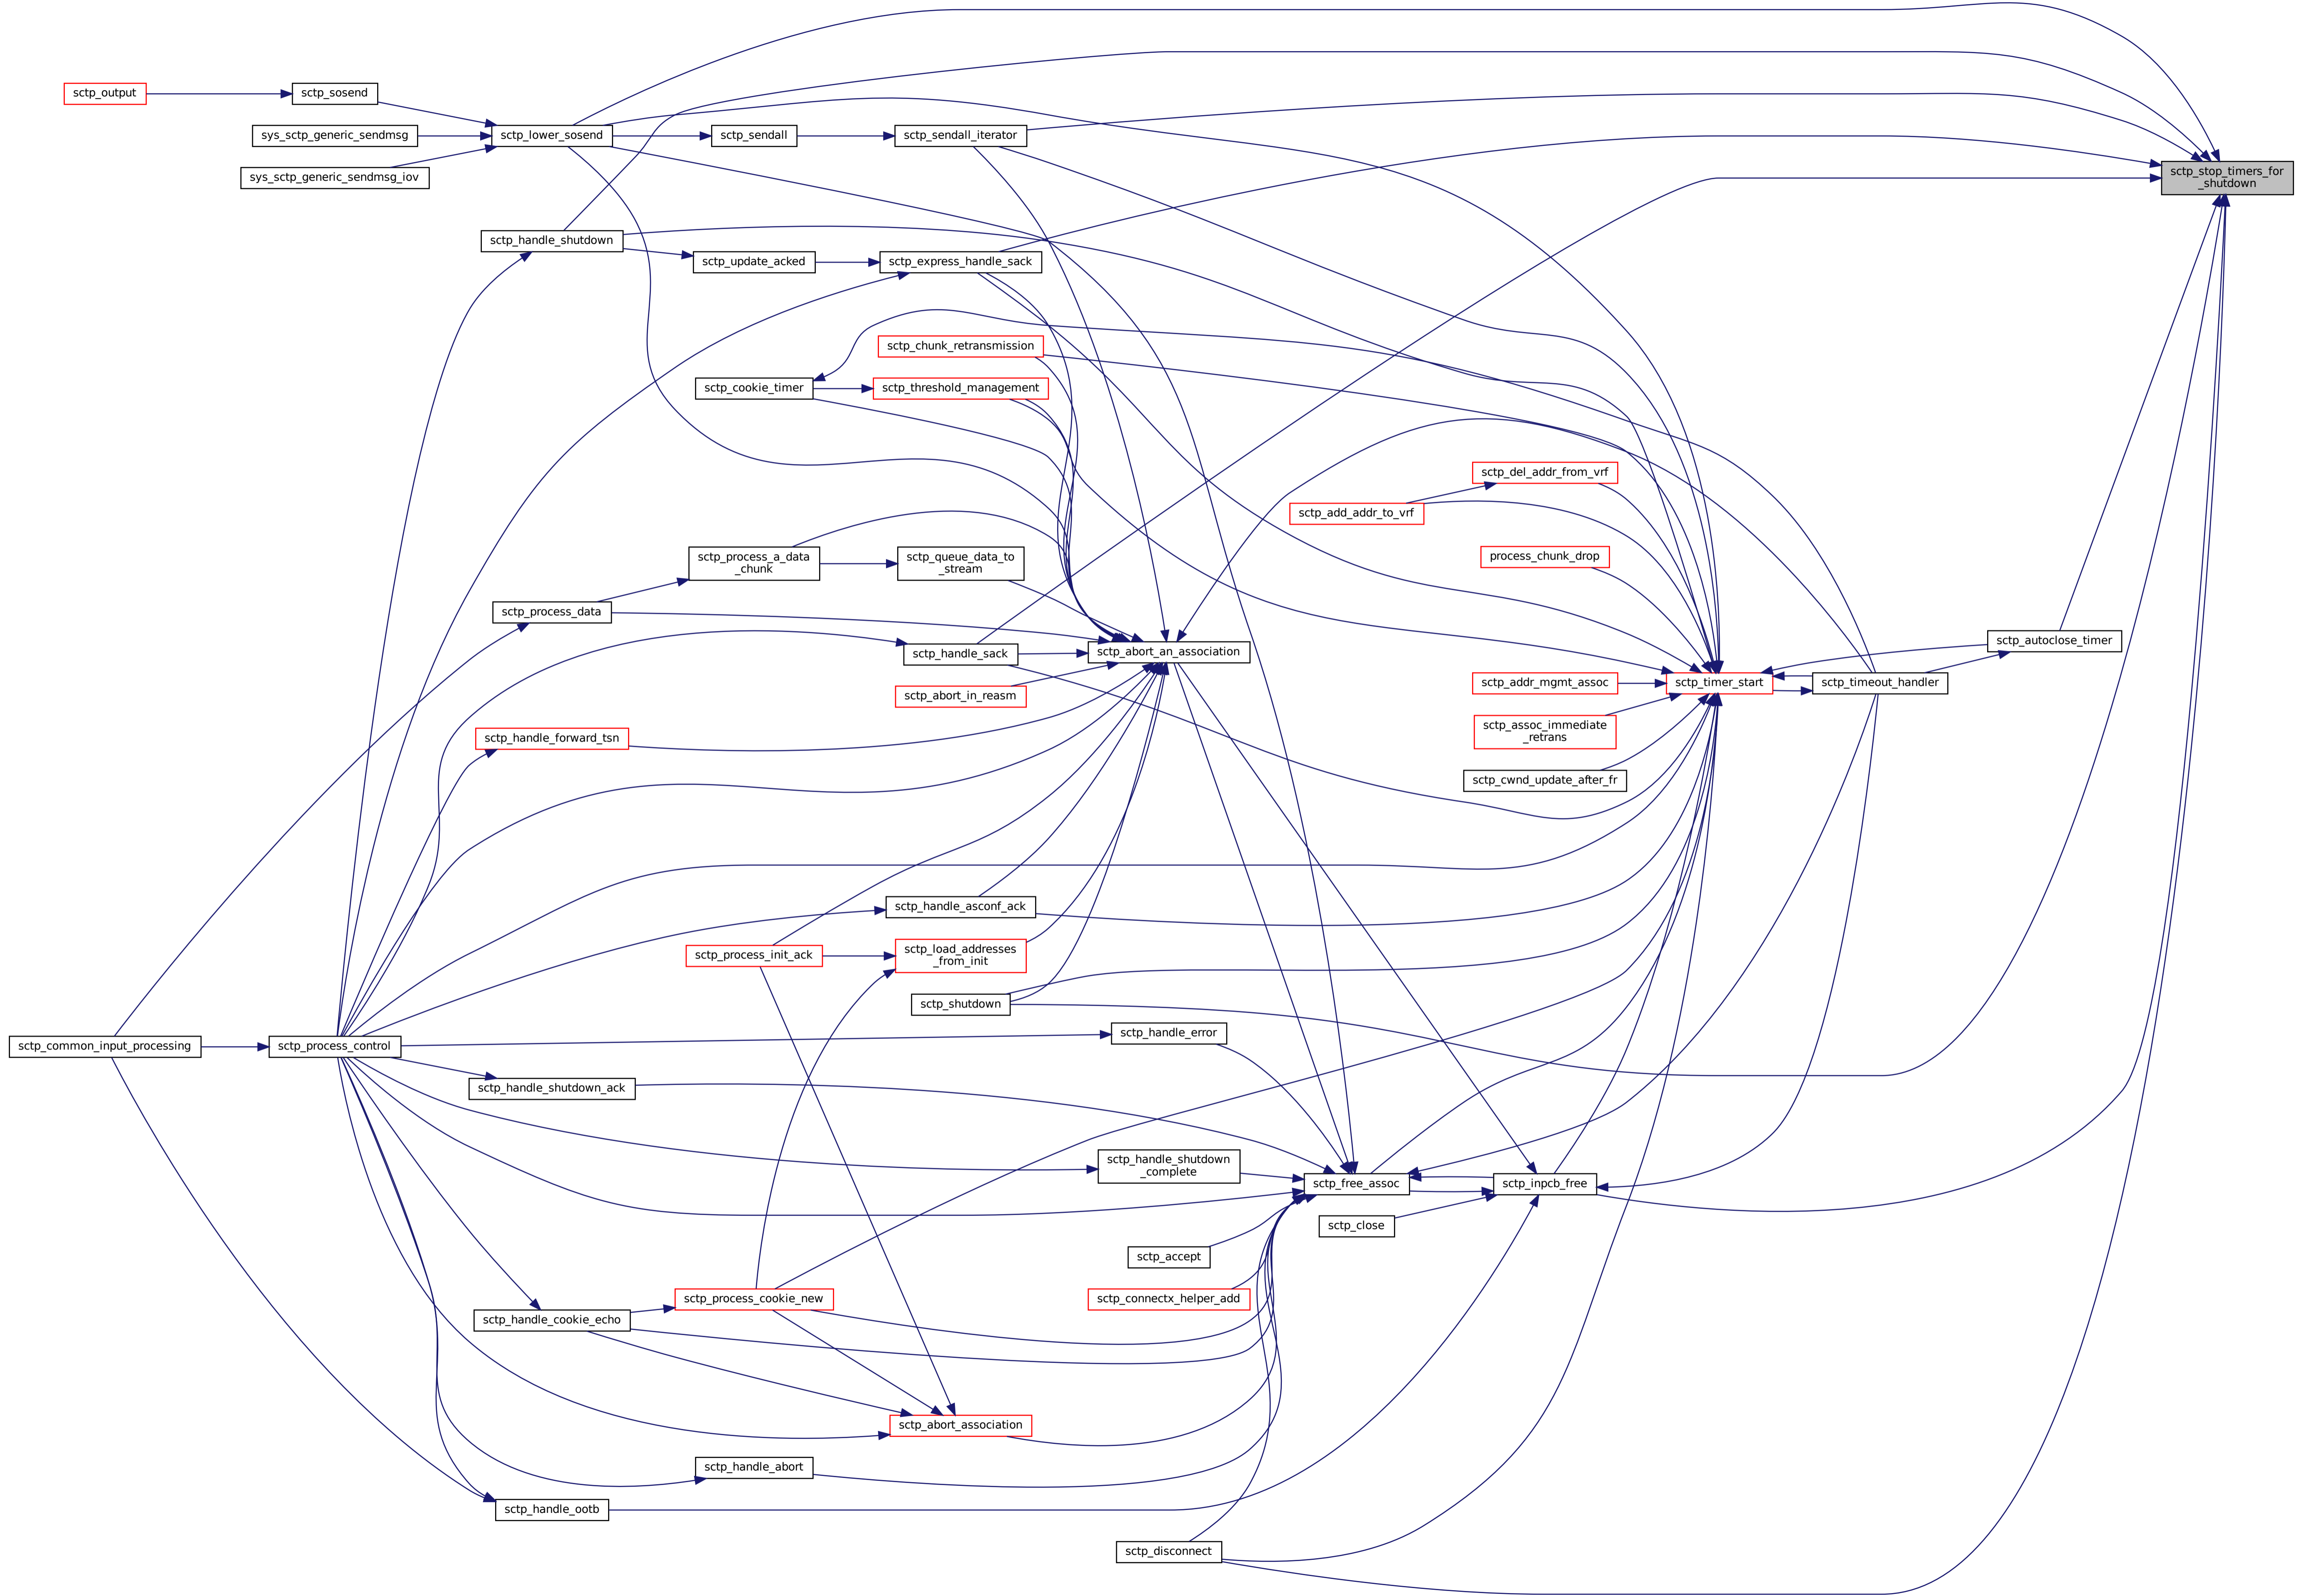 sctp_output
sctp_sosend
sys_sctp_generic_sendmsg
sys_sctp_generic_sendmsg_iov
sctp_lower_sosend
sctp_sendall
sctp_sendall_iterator
sctp_stop_timers_for
_shutdown
sctp_handle_shutdown
sctp_update_acked
sctp_express_handle_sack
sctp_chunk_retransmission
sctp_cookie_timer
sctp_threshold_management
sctp_del_addr_from_vrf
sctp_add_addr_to_vrf
process_chunk_drop
sctp_process_a_data
_chunk
sctp_queue_data_to
_stream
sctp_process_data
sctp_handle_sack
sctp_abort_an_association
sctp_autoclose_timer
sctp_abort_in_reasm
sctp_addr_mgmt_assoc
sctp_timer_start
sctp_timeout_handler
sctp_handle_forward_tsn
sctp_assoc_immediate
_retrans
sctp_cwnd_update_after_fr
sctp_handle_asconf_ack
sctp_process_init_ack
sctp_load_addresses
_from_init
sctp_shutdown
sctp_common_input_processing
sctp_process_control
sctp_handle_error
sctp_handle_shutdown_ack
sctp_handle_shutdown
_complete
sctp_free_assoc
sctp_inpcb_free
sctp_close
sctp_accept
sctp_connectx_helper_add
sctp_process_cookie_new
sctp_handle_cookie_echo
sctp_abort_association
sctp_handle_abort
sctp_handle_ootb
sctp_disconnect